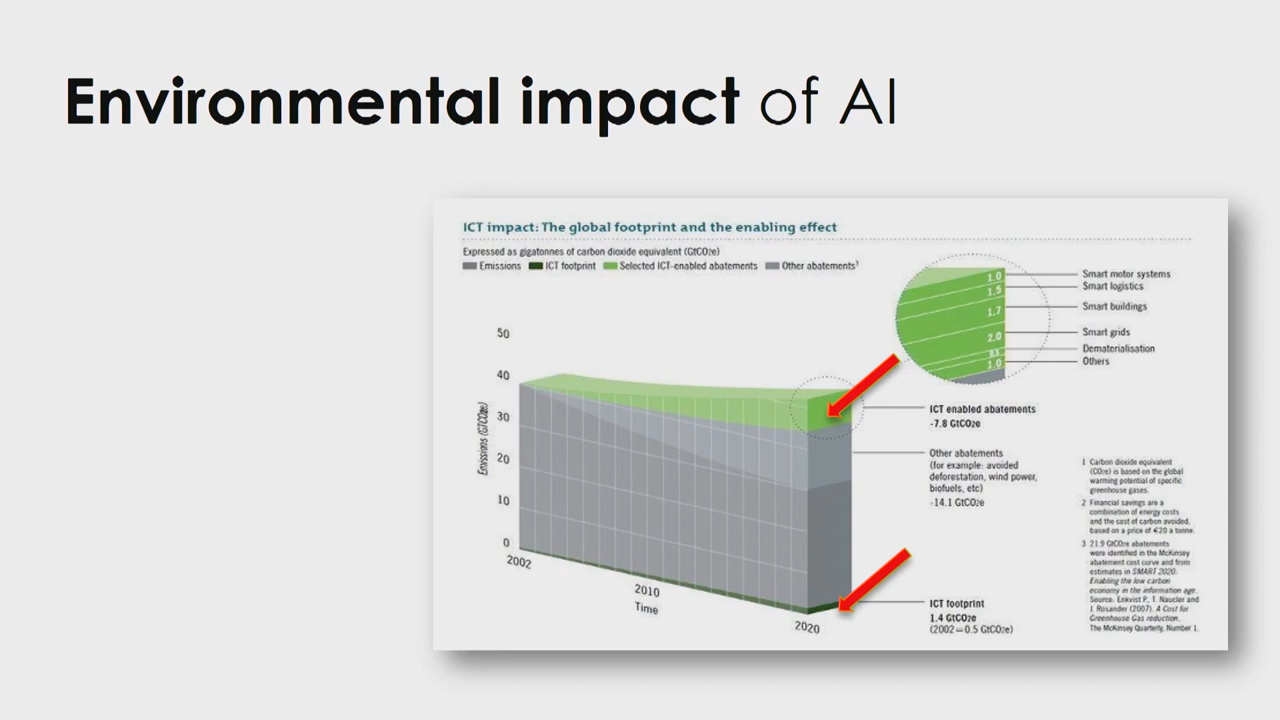 Environmental impact of AI
ICT impact: The global footprint and the enabling effect
Expressed as gigatonnes of carbon dioxide equivalent (GtCO2e)
Emissions ICT footprint Selected ICT-enabled abatements Other abatements1
1.0 Smart motor systems
1.5 Smart logistics
1.7 Smart buildings
2.0 Smart grids
Dematerialisation
1.0 Others
50
40
30
20
10
0
Emissions (GTCO2e)
2002
2010
2020
Time
ICT enabled abatements
-7.8 GtCO2e
Other abatements
(for example: avoided
deforestation, wind power,
biofuels, etc)
-14.1 GtCO2e
ICT footprint
1.4 GtCO2e
(2002=0.5 GtCO2e)
1 Carbon dioxide equivalent
(CO2e) is based on the global
warming potential of specific
greenhouse gases.
2 Financial savings are a
combination of energy costs
and the cost of carbon avoided,
based on a price of €20 a tonne.
3 21.9 GtCO2e abatements
were identified in the McKinsey
abatement cost curve and from
estimates in SMART 2020:
Enabling the low carbon
economy in the information age.
Source: Enkvist P., T. Naucler and
J. Rosander (2007), A Cost for
Greenhouse Gas reduction,
The McKinsey Quarterly, Number 1.